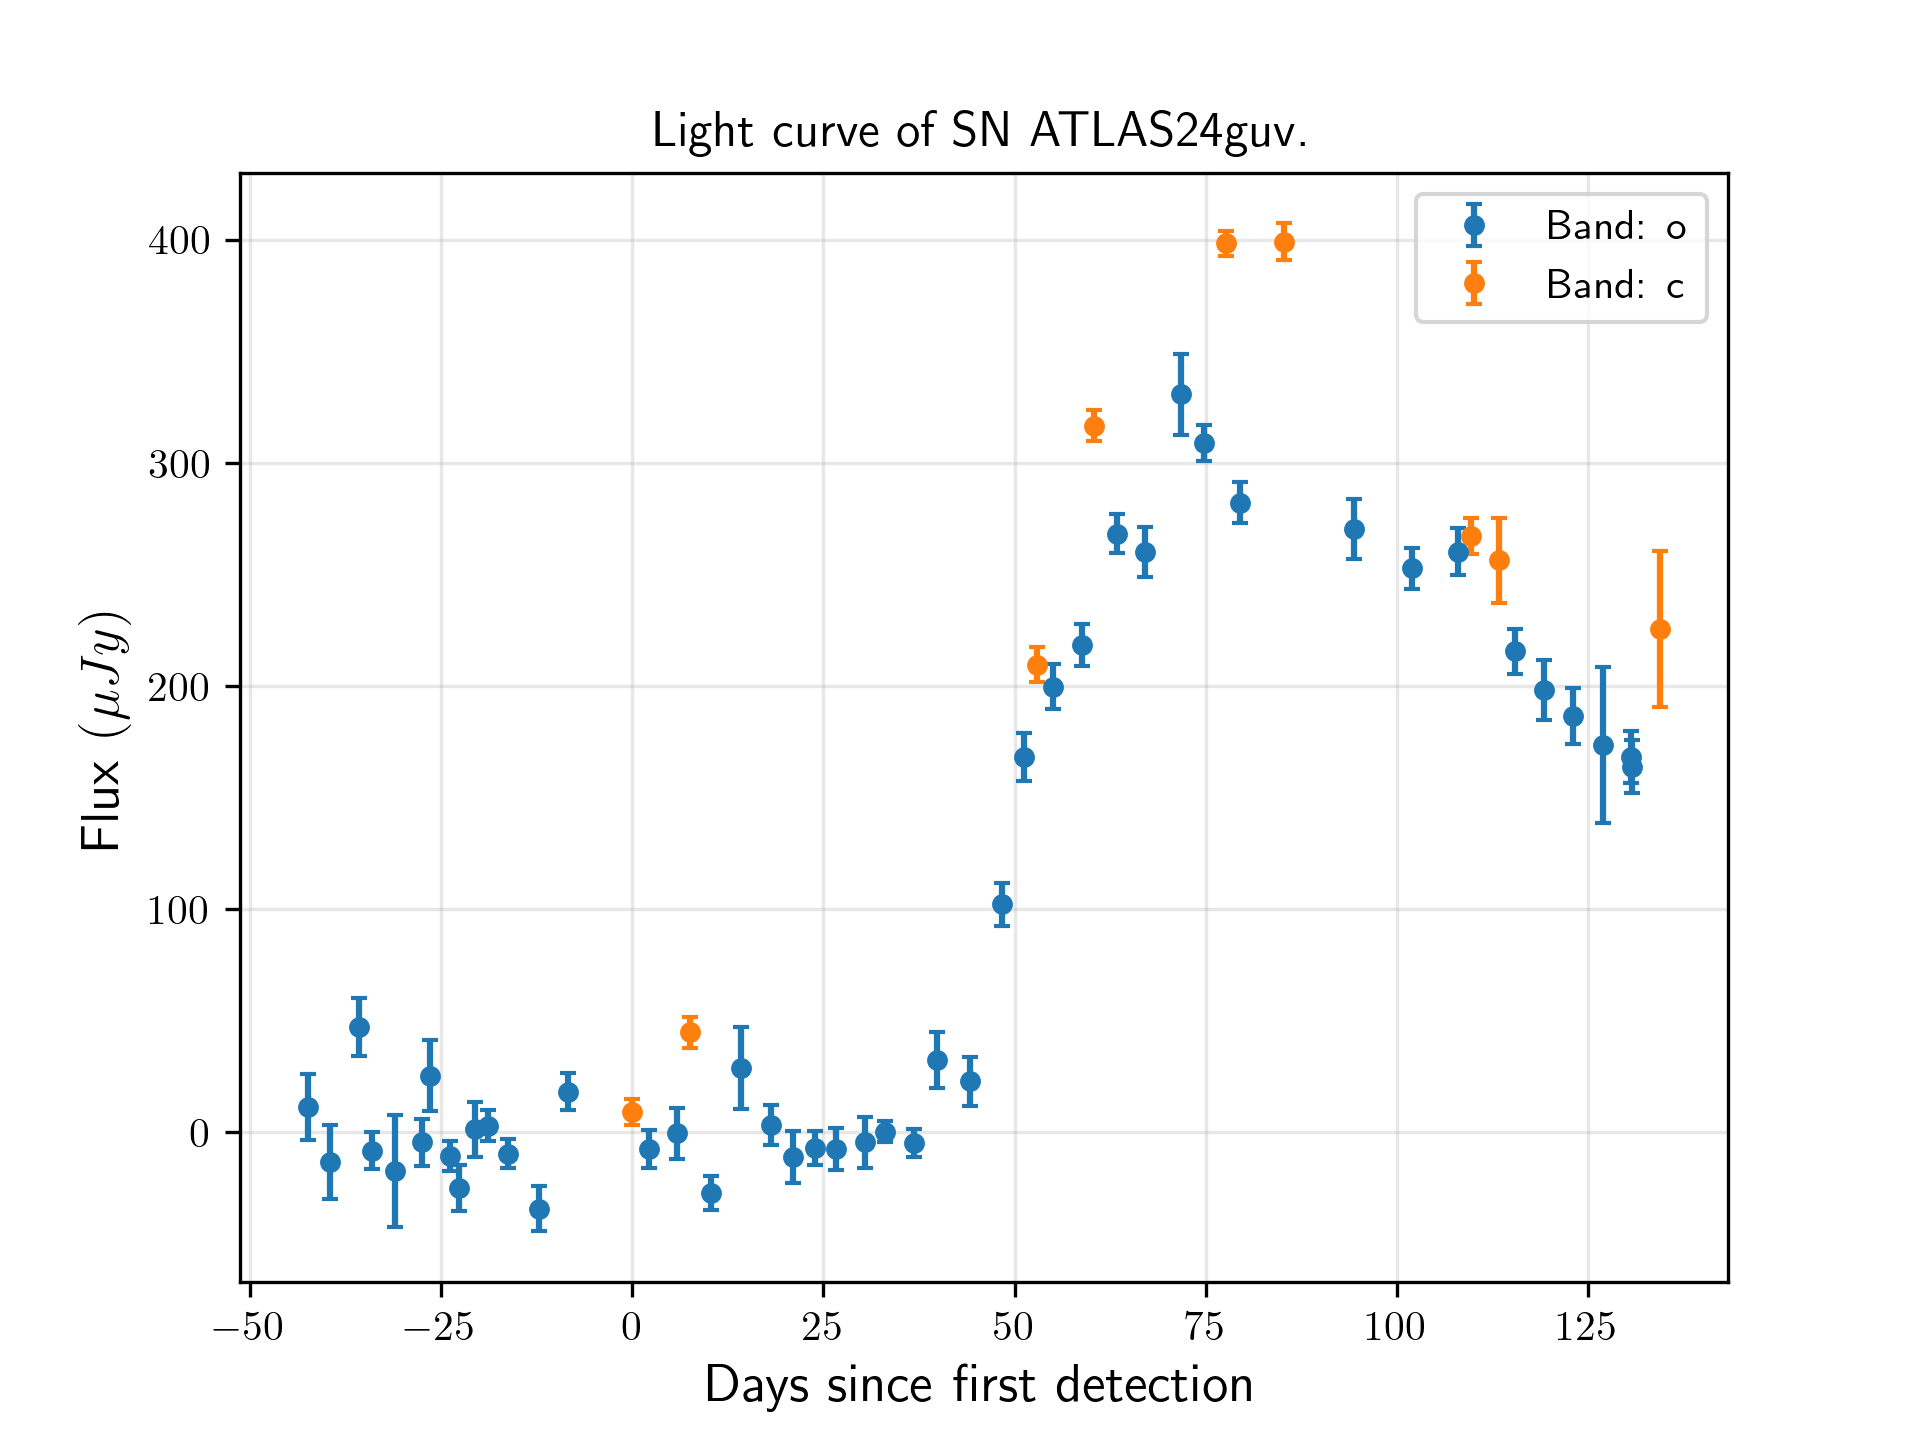 Light curve of SN ATLAS24guv.
Band: o
Band: c
400
300
200
100
0
Flux (μJy)
−50 −25 0 25 50 75 100 125
Days since first detection